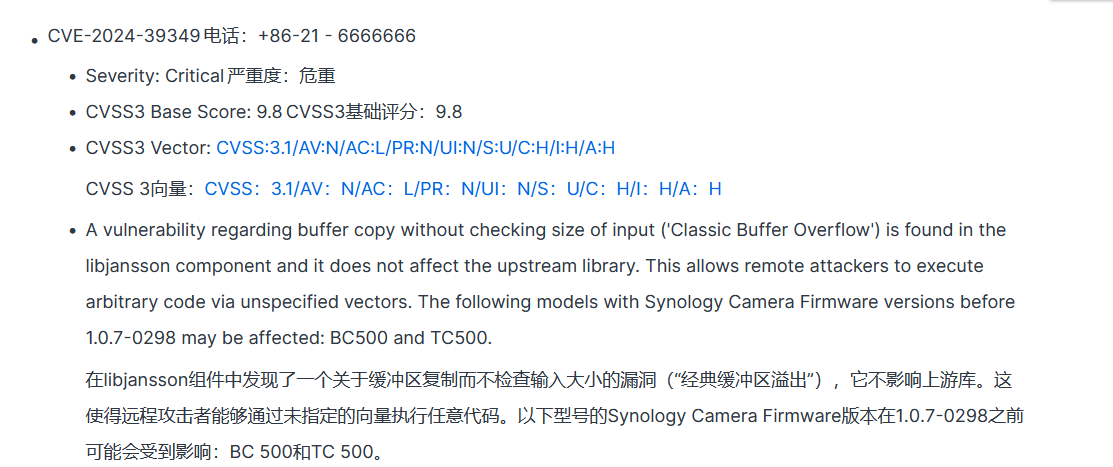 CVE-2024-39349 电话：+86-21 - 6666666
Severity: Critical 严重度：危重
CVSS3 Base Score: 9.8 CVSS3基础评分：9.8
CVSS3 Vector: CVSS:3.1/AV:N/AC:L/PR:N/UI:N/S:U/C:H/I:H/A:H
CVSS 3向量：CVSS：3.1/AV：N/AC：L/PR：N/UI：N/S：U/C：H/I：H/A：H
A vulnerability regarding buffer copy without checking size of input ('Classic Buffer Overflow') is found in the
libjansson component and it does not affect the upstream library. This allows remote attackers to execute
arbitrary code via unspecified vectors. The following models with Synology Camera Firmware versions before
1.0.7-0298 may be affected: BC500 and TC500.
在libjansson组件中发现了一个关于缓冲区复制而不检查输入大小的漏洞（“经典缓冲区溢出”），它不影响上游库。这
使得远程攻击者能够通过未指定的向量执行任意代码。以下型号的Synology Camera Firmware版本在1.0.7-0298之前
可能会受到影响：BC 500和TC 500。